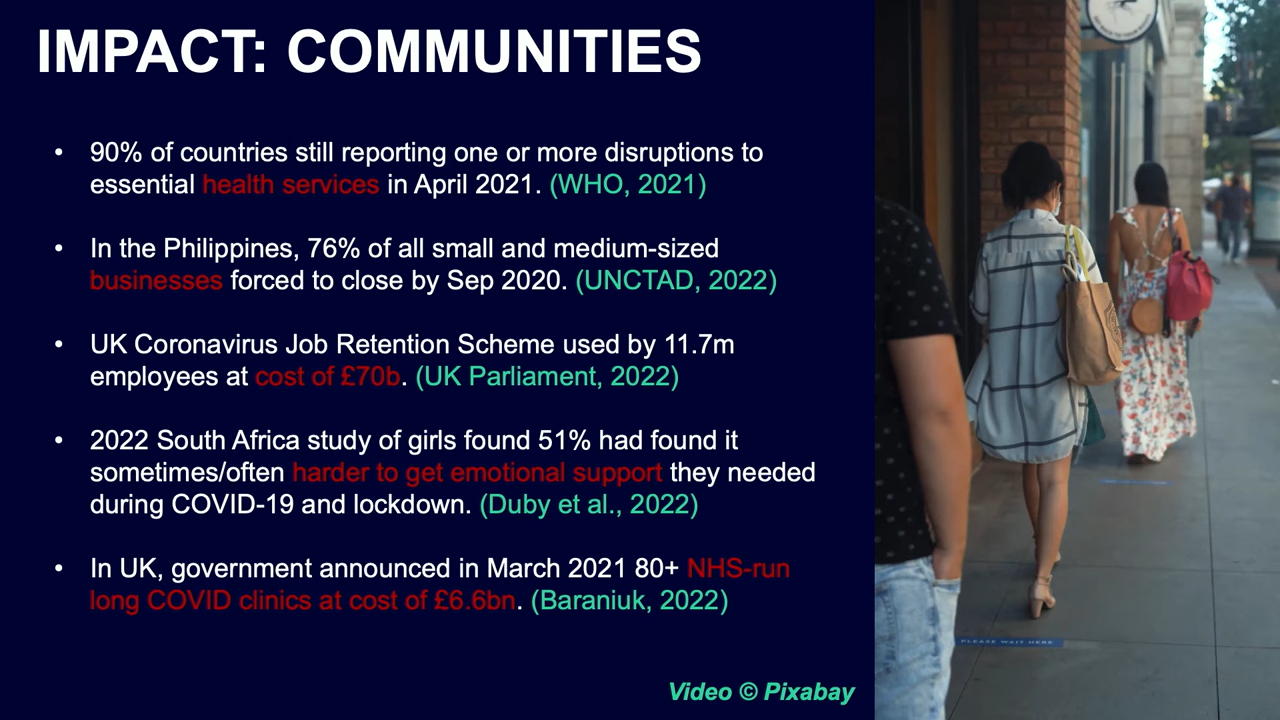 IMPACT: COMMUNITIES
• 90% of countries still reporting one or more disruptions to
essential health services in April 2021. (WHO, 2021)
• In the Philippines, 76% of all small and medium-sized
businesses forced to close by Sep 2020. (UNCTAD, 2022)
• UK Coronavirus Job Retention Scheme used by 11.7m
employees at cost of £70b. (UK Parliament, 2022)
• 2022 South Africa study of girls found 51% had found it
sometimes/often harder to get emotional support they needed
during COVID-19 and lockdown. (Duby et al., 2022)
• In UK, government announced in March 2021 80+ NHS-run
long COVID clinics at cost of £6.6bn. (Baraniuk, 2022)
Video © Pixabay
PLEASE WAIT HERE